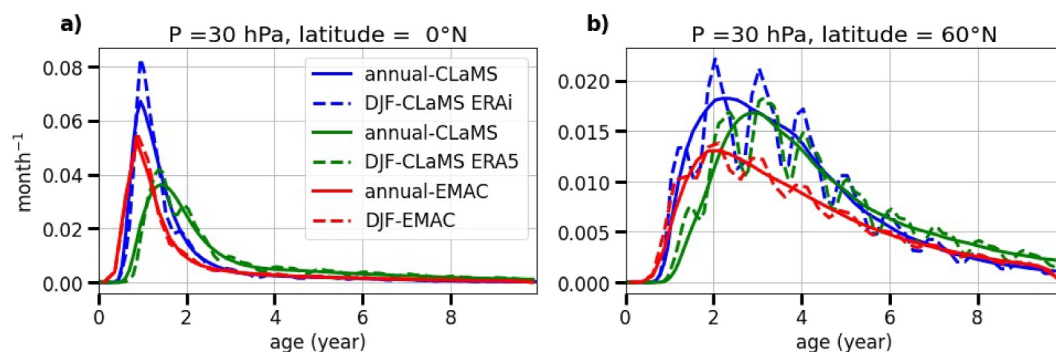 a)
P =30 hPa, latitude =  0°N
month⁻¹
0.08
0.06
0.04
0.02
0.00
0
2
4
6
8
age (year)
annual-CLaMS
DJF-CLaMS ERAi
annual-CLaMS
DJF-CLaMS ERA5
annual-EMAC
DJF-EMAC
b)
P =30 hPa, latitude = 60°N
0.020
0.015
0.010
0.005
0.000
0
2
4
6
8
age (year)